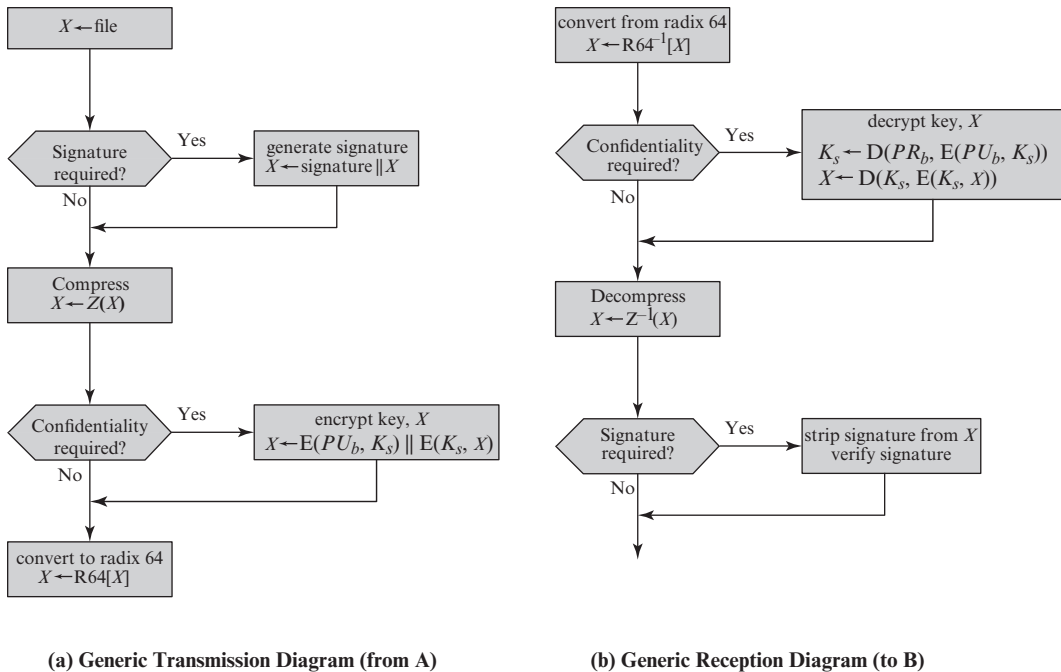 X ← file
Signature
required?
Yes
generate signature
X ← signature || X
No
Compress
X ← Z(X)
Confidentiality
required?
Yes
encrypt key, X
X ← E(PU_b, K_s) || E(K_s, X)
No
convert to radix 64
X ← R64[X]
(a) Generic Transmission Diagram (from A)
convert from radix 64
X ← R64⁻¹[X]
Confidentiality
required?
Yes
decrypt key, X
K_s ← D(PR_b, E(PU_b, K_s))
X ← D(K_s, E(K_s, X))
No
Decompress
X ← Z⁻¹(X)
Signature
required?
Yes
strip signature from X
verify signature
No
(b) Generic Reception Diagram (to B)